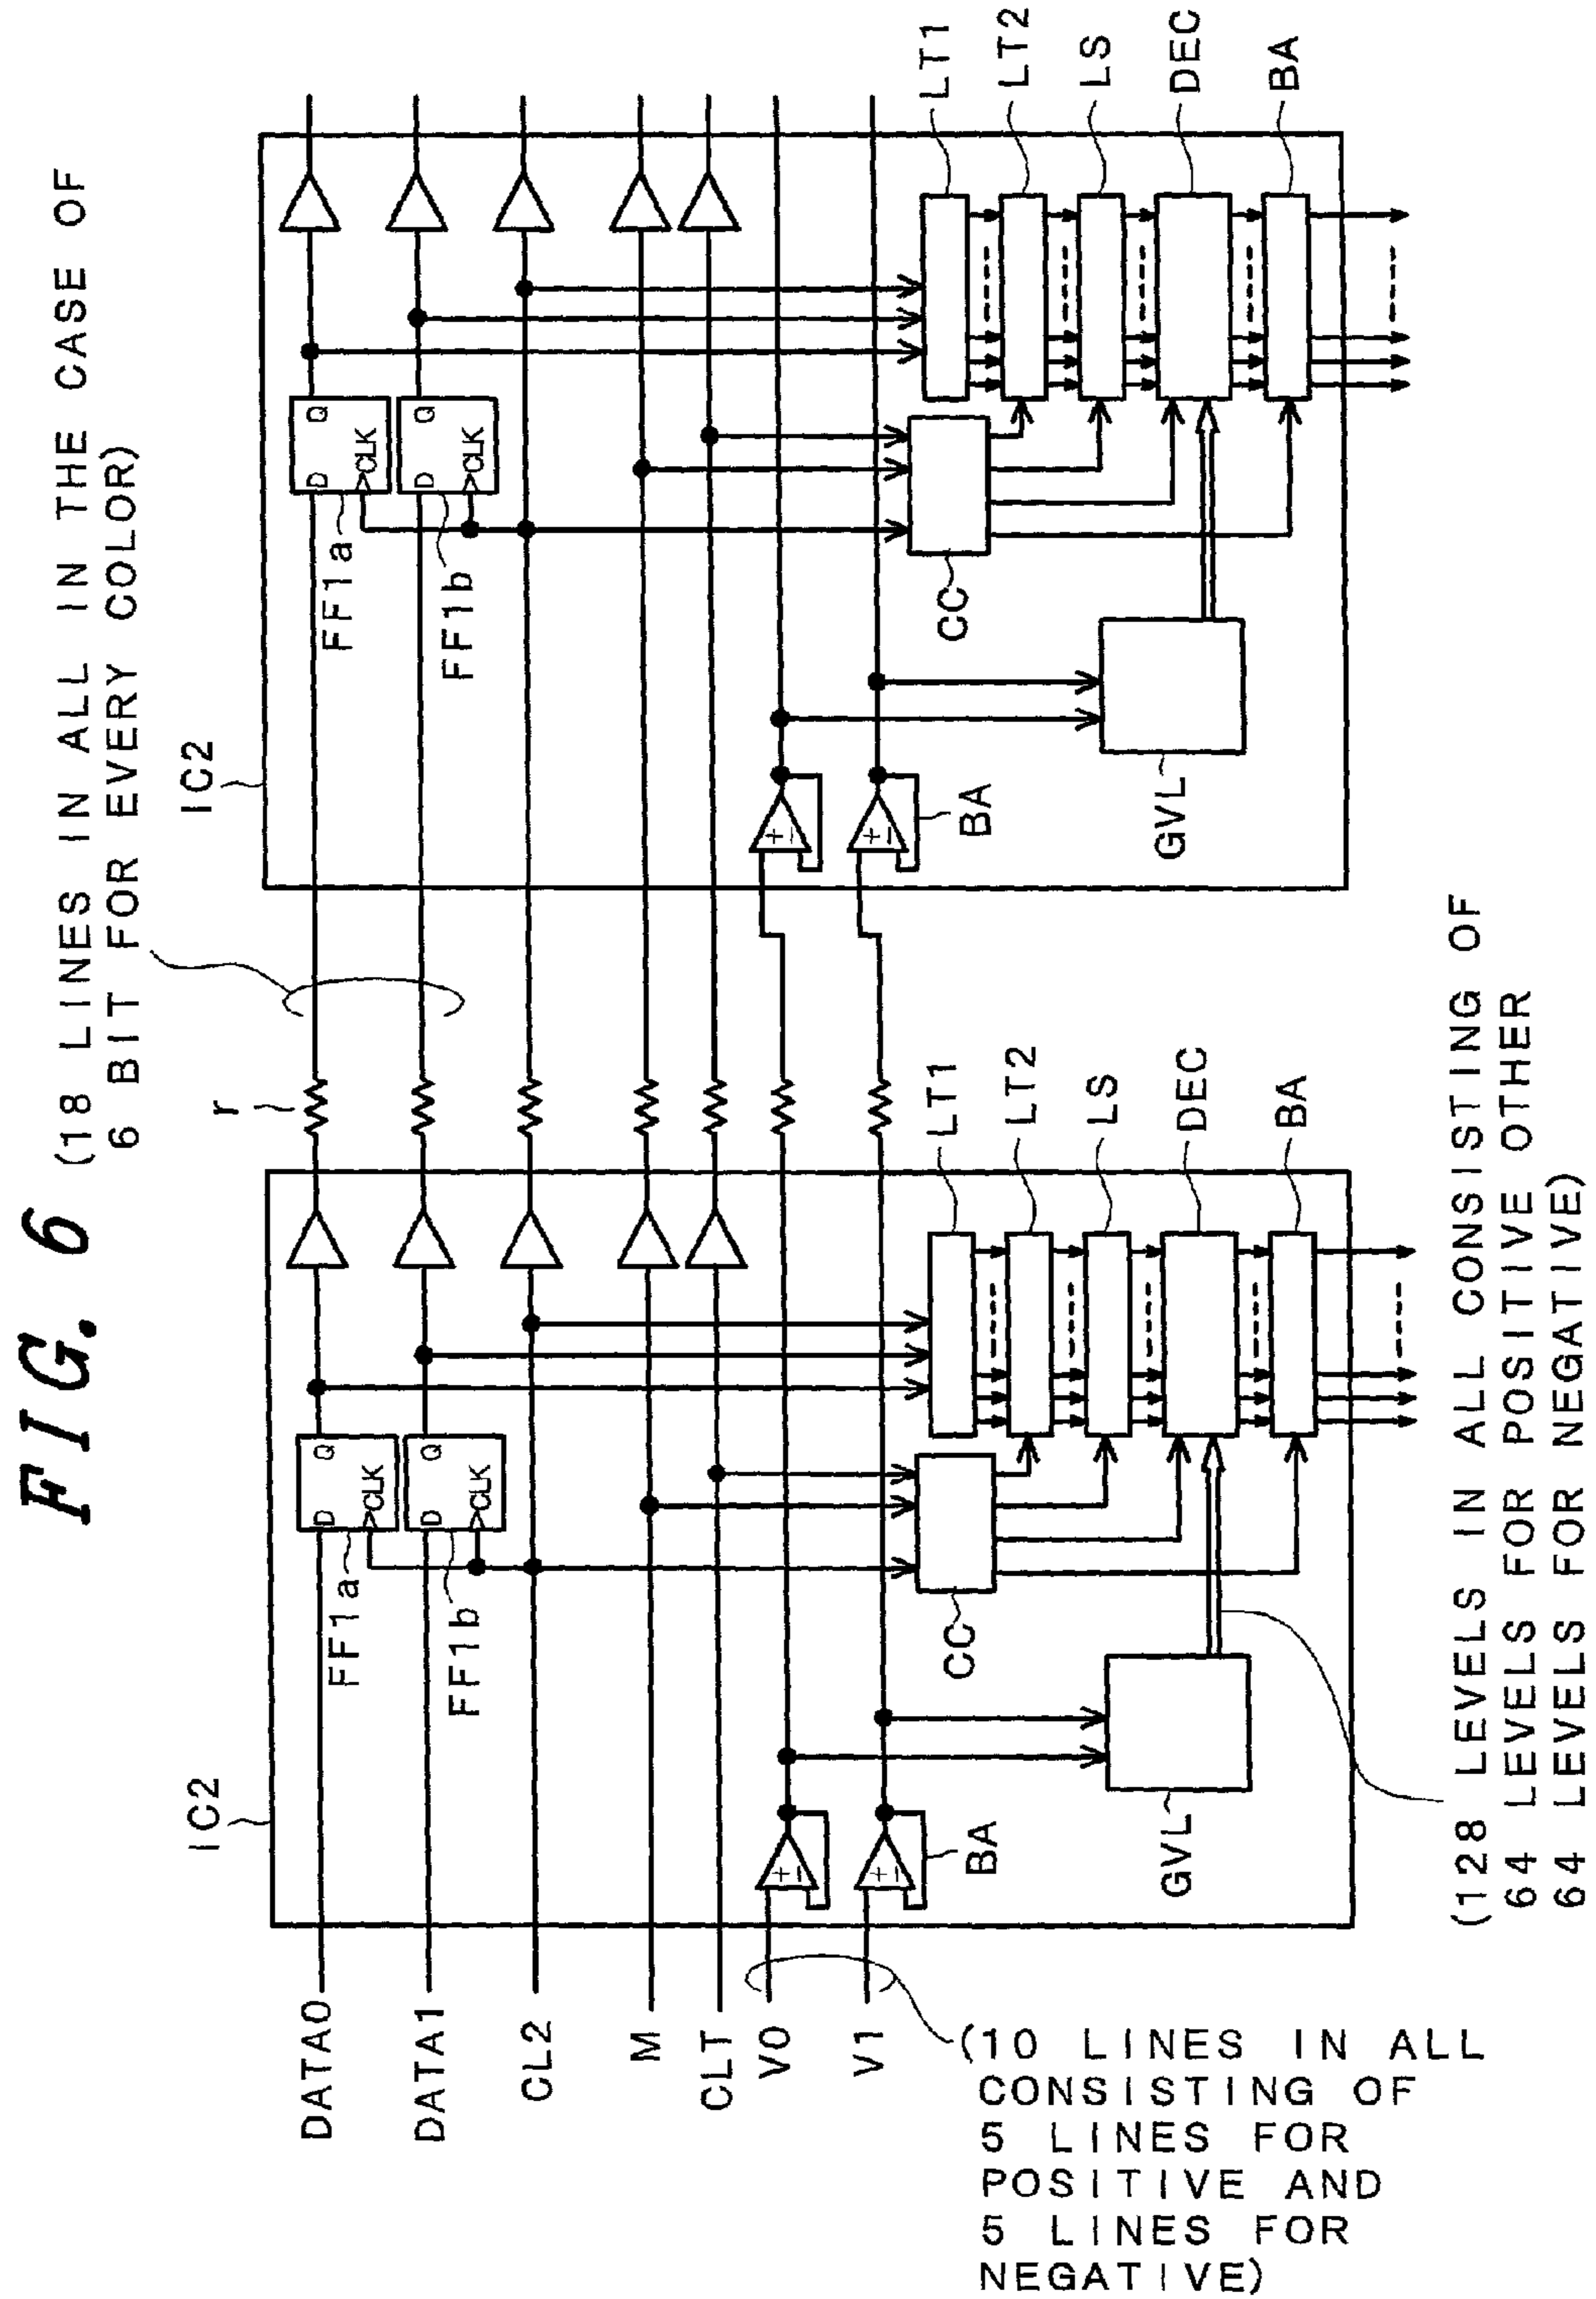 FIG. 6
(18 LINES IN ALL IN THE CASE OF
6 BIT FOR EVERY COLOR)
IC2
IC2
r
DATA0
DATA1
CL2
M
CLT
V0
V1
D
Q
CLK
FF1a
D
Q
CLK
FF1b
+
−
+
−
BA
GVL
CC
LT1
LT2
LS
DEC
BA
D
Q
CLK
FF1a
D
Q
CLK
FF1b
+
−
+
−
BA
GVL
CC
LT1
LT2
LS
DEC
BA
(10 LINES IN ALL
CONSISTING OF
5 LINES FOR
POSITIVE AND
5 LINES FOR
NEGATIVE)
(128 LEVELS IN ALL CONSISTING OF
64 LEVELS FOR POSITIVE OTHER
64 LEVELS FOR NEGATIVE)